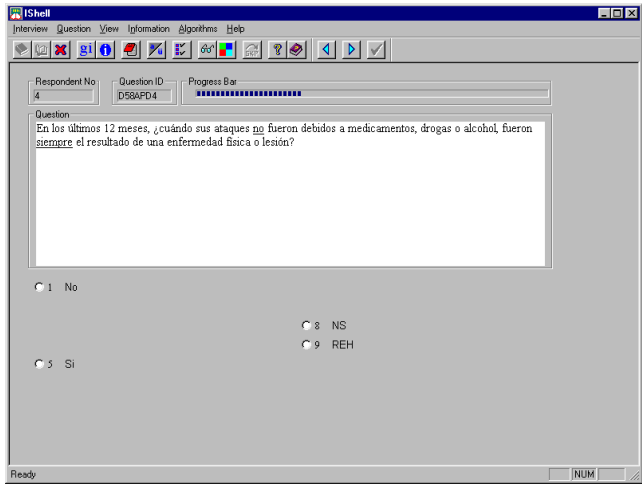 IShell
Interview Question View Information Algorithms Help
gi
Respondent No
Question ID
Progress Bar
4
D58APD4
Question
En los últimos 12 meses, ¿cuándo sus ataques no fueron debidos a medicamentos, drogas o alcohol, fueron
siempre el resultado de una enfermedad física o lesión?
1 No
8 NS
9 REH
5 Si
Ready
NUM